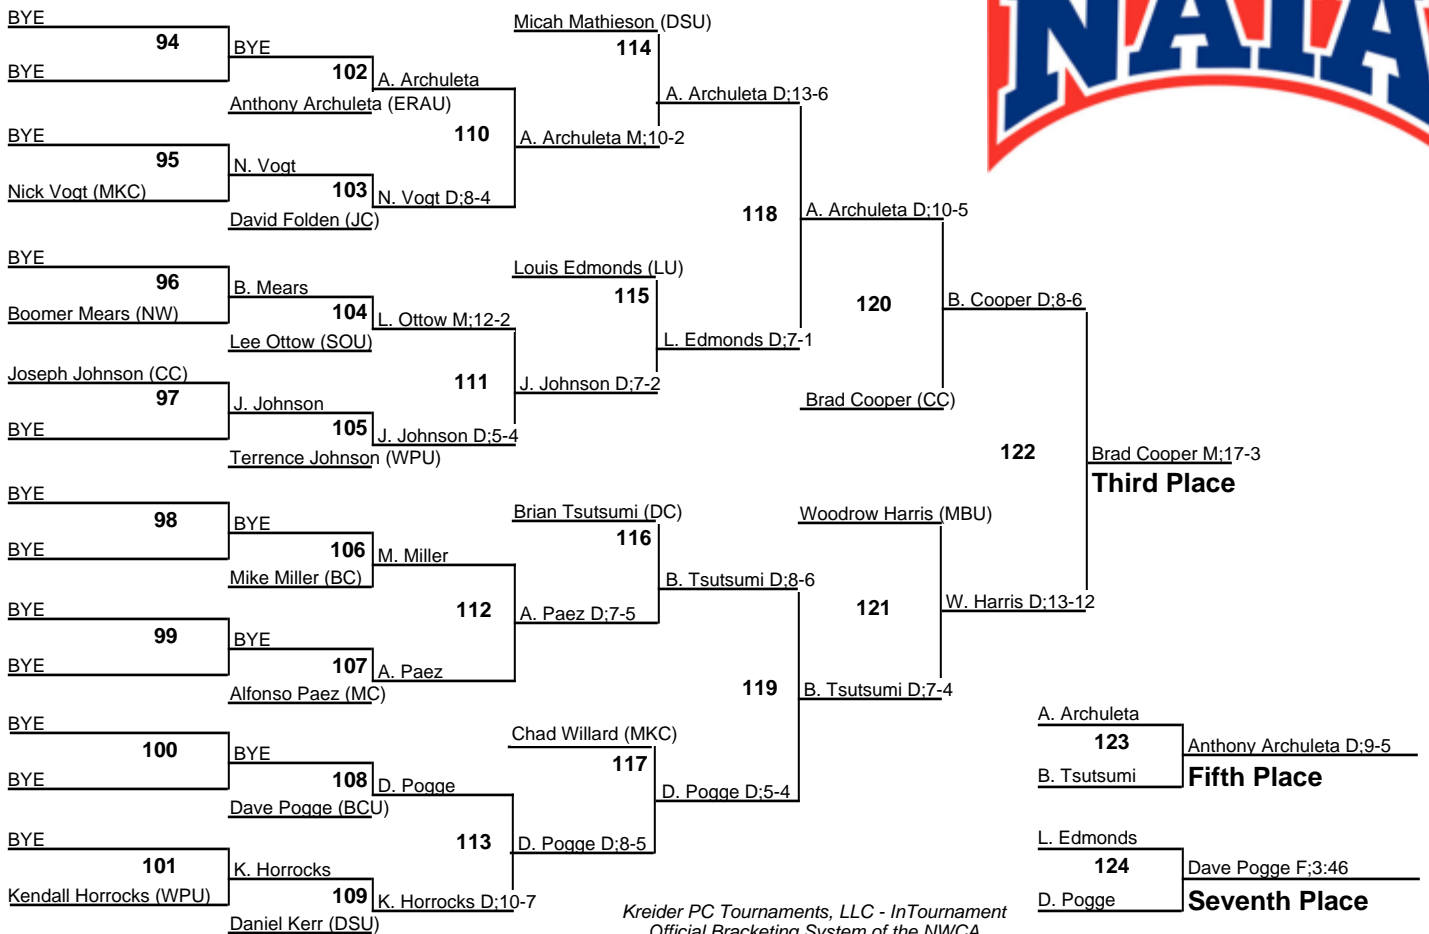 NAIA
BYE
94
BYE
BYE
102
A. Archuleta
Anthony Archuleta (ERAU)
BYE
95
N. Vogt
Nick Vogt (MKC)
103
N. Vogt D;8-4
David Folden (JC)
110
A. Archuleta M;10-2
Micah Mathieson (DSU)
114
A. Archuleta D;13-6
BYE
96
B. Mears
Boomer Mears (NW)
104
L. Ottow M;12-2
Lee Ottow (SOU)
Joseph Johnson (CC)
97
J. Johnson
BYE
105
J. Johnson D;5-4
Terrence Johnson (WPU)
111
J. Johnson D;7-2
Louis Edmonds (LU)
115
L. Edmonds D;7-1
118
A. Archuleta D;10-5
120
B. Cooper D;8-6
Brad Cooper (CC)
BYE
98
BYE
BYE
106
M. Miller
Mike Miller (BC)
BYE
99
BYE
BYE
107
A. Paez
Alfonso Paez (MC)
112
A. Paez D;7-5
Brian Tsutsumi (DC)
116
B. Tsutsumi D;8-6
BYE
100
BYE
BYE
108
D. Pogge
Dave Pogge (BCU)
BYE
101
K. Horrocks
Kendall Horrocks (WPU)
109
K. Horrocks D;10-7
Daniel Kerr (DSU)
113
D. Pogge D;8-5
Chad Willard (MKC)
117
D. Pogge D;5-4
119
B. Tsutsumi D;7-4
Woodrow Harris (MBU)
121
W. Harris D;13-12
122
Brad Cooper M;17-3
Third Place
A. Archuleta
123
Anthony Archuleta D;9-5
B. Tsutsumi
Fifth Place
L. Edmonds
124
Dave Pogge F;3:46
D. Pogge
Seventh Place
Kreider PC Tournaments, LLC - InTournament
Official Bracketing System of the NWCA